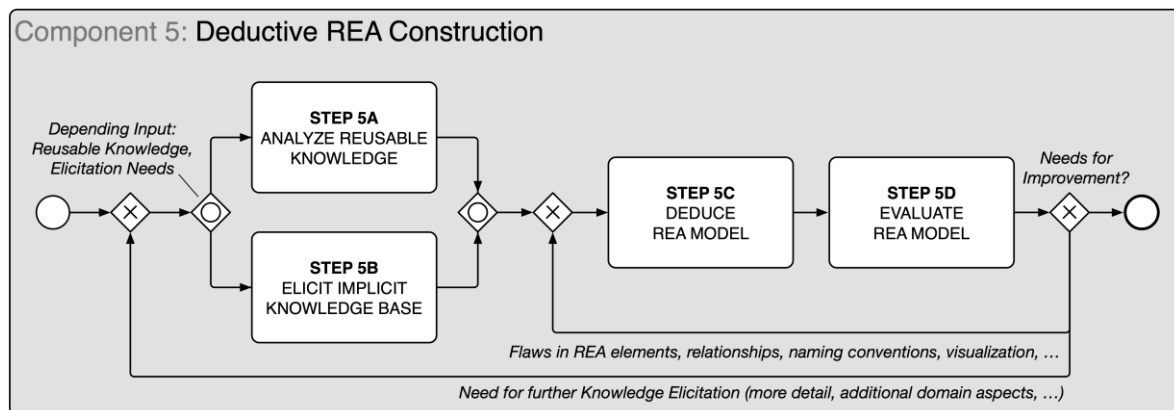 Component 5: Deductive REA Construction
Depending Input:
Reusable Knowledge,
Elicitation Needs
STEP 5A
ANALYZE REUSABLE
KNOWLEDGE
STEP 5B
ELICIT IMPLICIT
KNOWLEDGE BASE
STEP 5C
DEDUCE
REA MODEL
STEP 5D
EVALUATE
REA MODEL
Needs for
Improvement?
Flaws in REA elements, relationships, naming conventions, visualization, ...
Need for further Knowledge Elicitation (more detail, additional domain aspects, ...)